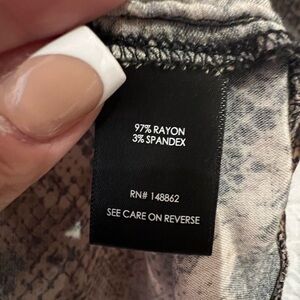 97% RAYON
3% SPANDEX
RN# 148862
SEE CARE ON REVERSE